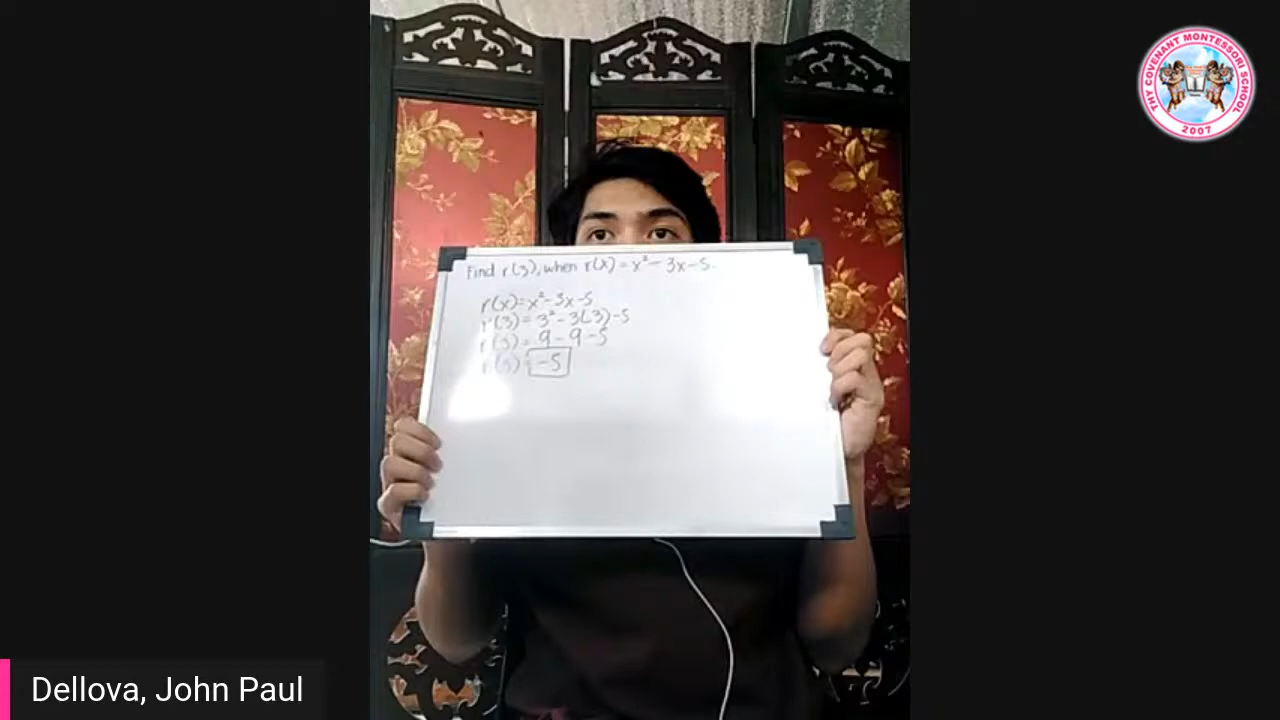 THY COVENANT MONTESSORI SCHOOL
2007
Find r(3), when r(x) = x² - 3x - 5.
r(x) = x² - 3x - 5
r(3) = 3² - 3(3) - 5
r(3) = 9 - 9 - 5
r(3) = -5
Dellova, John Paul